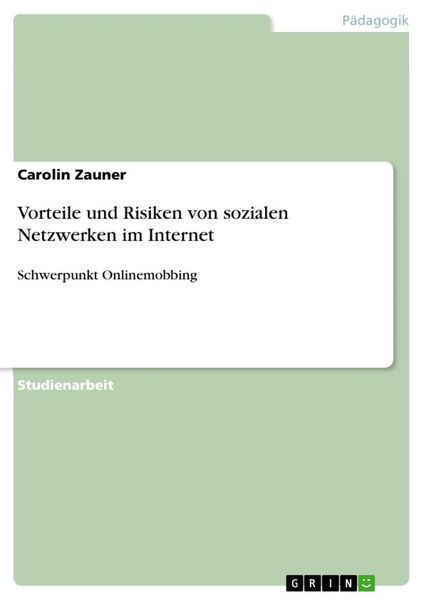 Pädagogik
Carolin Zauner
Vorteile und Risiken von sozialen
Netzwerken im Internet
Schwerpunkt Onlinemobbing
Studienarbeit
GRIN